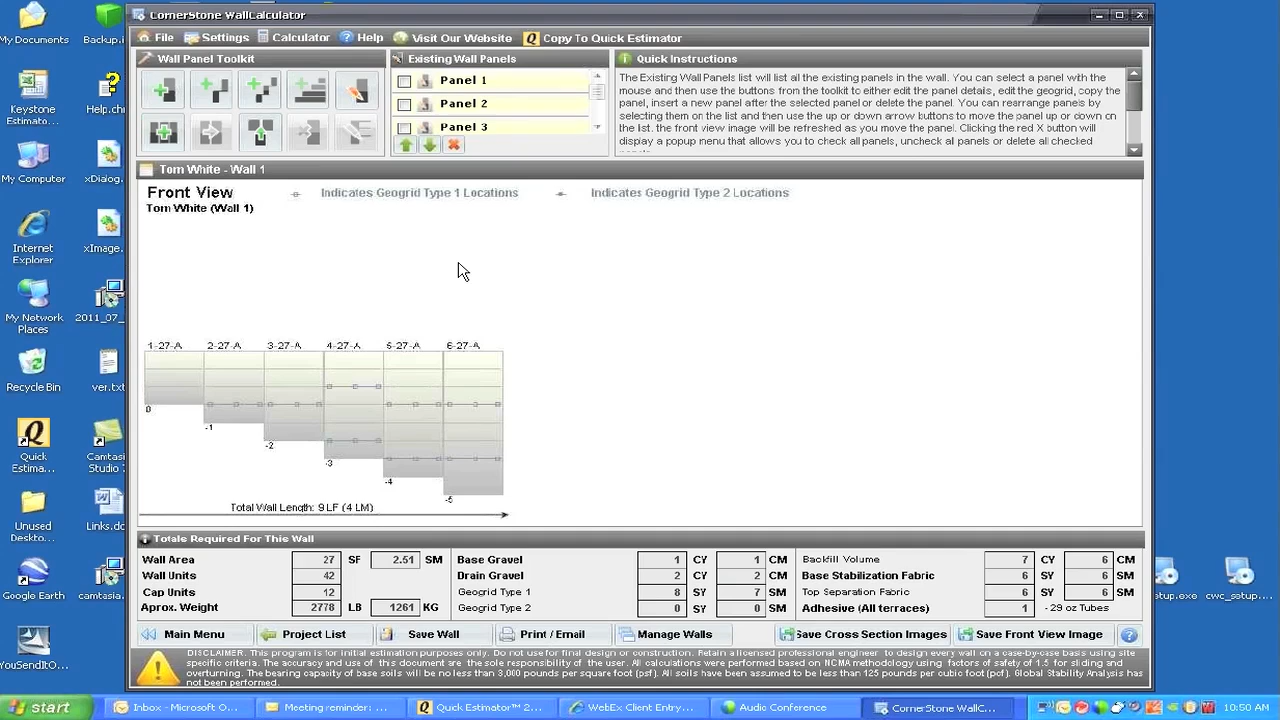 My Documents
Backup.i
Keystone
Estimato...
Help.chm
My Computer
xDialog.
Internet
Explorer
xImage.
My Network
Places
2011_07_
Recycle Bin
ver.txt
Quick
Estima...
Camtasi
Studio 7
Unused
Deskto...
Links.do
Google Earth
camtasia.
YouSendItO...
CornerStone WallCalculator
File
Settings
Calculator
Help
Visit Our Website
Copy To Quick Estimator
Wall Panel Toolkit
Existing Wall Panels
Panel 1
Panel 2
Panel 3
Quick Instructions
The Existing Wall Panels list will list all the existing panels in the wall. You can select a panel with the
mouse and then use the buttons from the toolkit to either edit the panel details, edit the geogrid, copy the
panel, insert a new panel after the selected panel or delete the panel. You can rearrange panels by
selecting them on the list and then use the up or down arrow buttons to move the panel up or down on
the list. the front view image will be refreshed as you move the panel. Clicking the red X button will
display a popup menu that allows you to check all panels, uncheck all panels or delete all checked
Tom White - Wall 1
Front View
Indicates Geogrid Type 1 Locations
Indicates Geogrid Type 2 Locations
Tom White (Wall 1)
1-27-A 2-27-A 3-27-A 4-27-A 5-27-A 6-27-A
0
-1
-2
-3
-4
-5
Total Wall Length: 9 LF (4 LM)
Totals Required For This Wall
Wall Area 27 SF 2.51 SM
Wall Units 42
Cap Units 12
Aprox. Weight 2778 LB 1261 KG
Base Gravel 1 CY 1 CM
Drain Gravel 2 CY 2 CM
Geogrid Type 1 8 SY 7 SM
Geogrid Type 2 0 SY 0 SM
Backfill Volume 7 CY 6 CM
Base Stabilization Fabric 6 SY 6 SM
Top Separation Fabric 6 SY 6 SM
Adhesive (All terraces) 1 - 29 oz Tubes
Main Menu
Project List
Save Wall
Print / Email
Manage Walls
Save Cross Section Images
Save Front View Image
DISCLAIMER. This program is for initial estimation purposes only. Do not use for final design or construction. Retain a licensed professional engineer to design every wall on a case-by-case basis using site
specific criteria. The accuracy and use of this document are the sole responsibility of the user. All calculations were performed based on NCMA methodology using factors of safety of 1.5 for sliding and
overturning. The bearing capacity of base soils will be no less than 3,000 pounds per square foot (psf). All soils have been assumed to be less than 125 pounds per cubic foot (pcf). Global Stability Analysis has
not been performed.
cwc_setup....
start
Inbox - Microsoft O...
Meeting reminder: ...
Quick Estimator™ 2...
WebEx Client Entry...
Audio Conference
CornerStone WallC...
10:50 AM